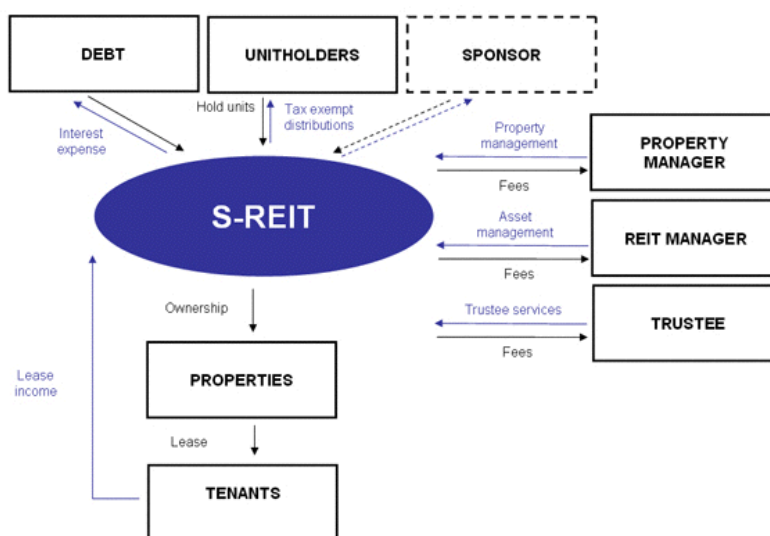 DEBT
UNITHOLDERS
SPONSOR
Hold units
Tax exempt
distributions
Interest
expense
Property
management
PROPERTY
MANAGER
Fees
S-REIT
Asset
management
REIT MANAGER
Fees
Ownership
Trustee services
TRUSTEE
Fees
PROPERTIES
Lease
income
Lease
TENANTS